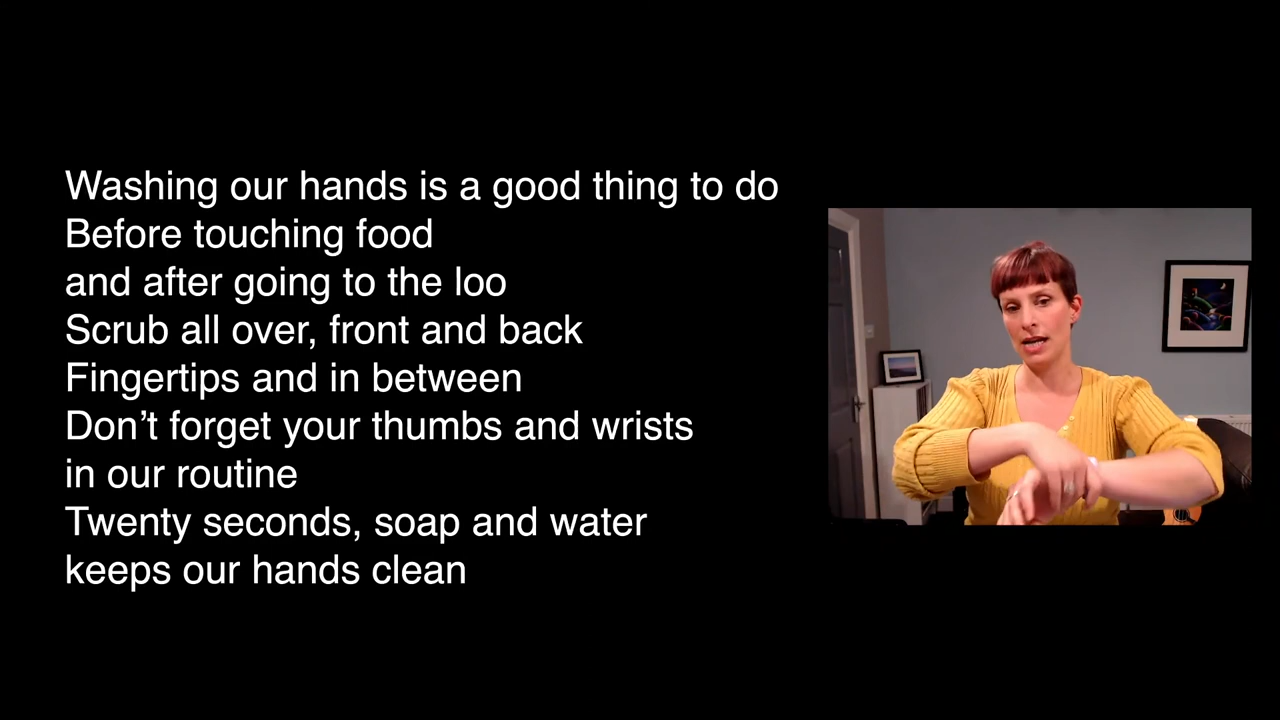 Washing our hands is a good thing to do
Before touching food
and after going to the loo
Scrub all over, front and back
Fingertips and in between
Don’t forget your thumbs and wrists
in our routine
Twenty seconds, soap and water
keeps our hands clean